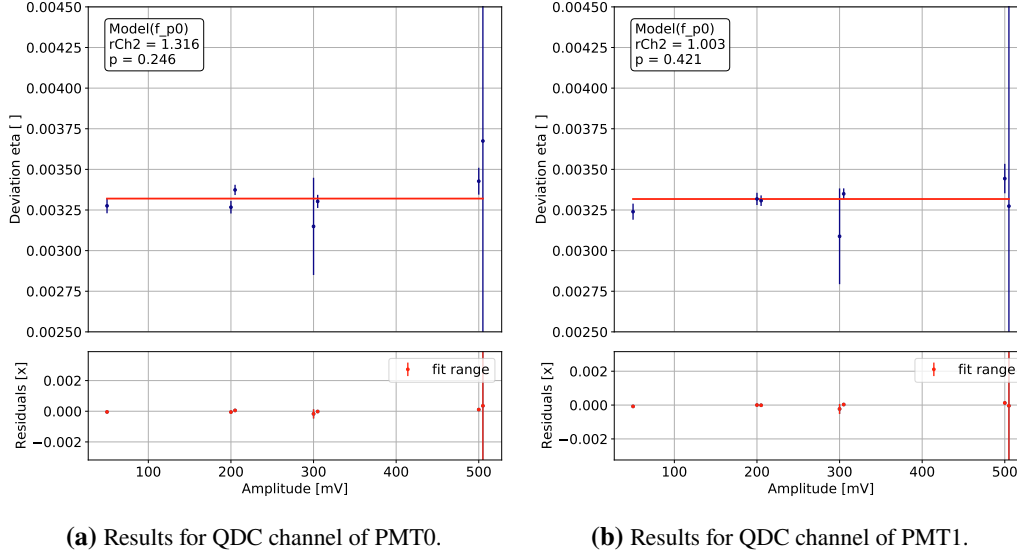 0.00450
0.00425
0.00400
0.00375
0.00350
0.00325
0.00300
0.00275
0.00250
Deviation eta [ ]
Model(f_p0)
rCh2 = 1.316
p = 0.246
0.002
0.000
−0.002
Residuals [x]
fit range
100
200
300
400
500
Amplitude [mV]
(a) Results for QDC channel of PMT0.
0.00450
0.00425
0.00400
0.00375
0.00350
0.00325
0.00300
0.00275
0.00250
Deviation eta [ ]
Model(f_p0)
rCh2 = 1.003
p = 0.421
0.002
0.000
−0.002
Residuals [x]
fit range
100
200
300
400
500
Amplitude [mV]
(b) Results for QDC channel of PMT1.